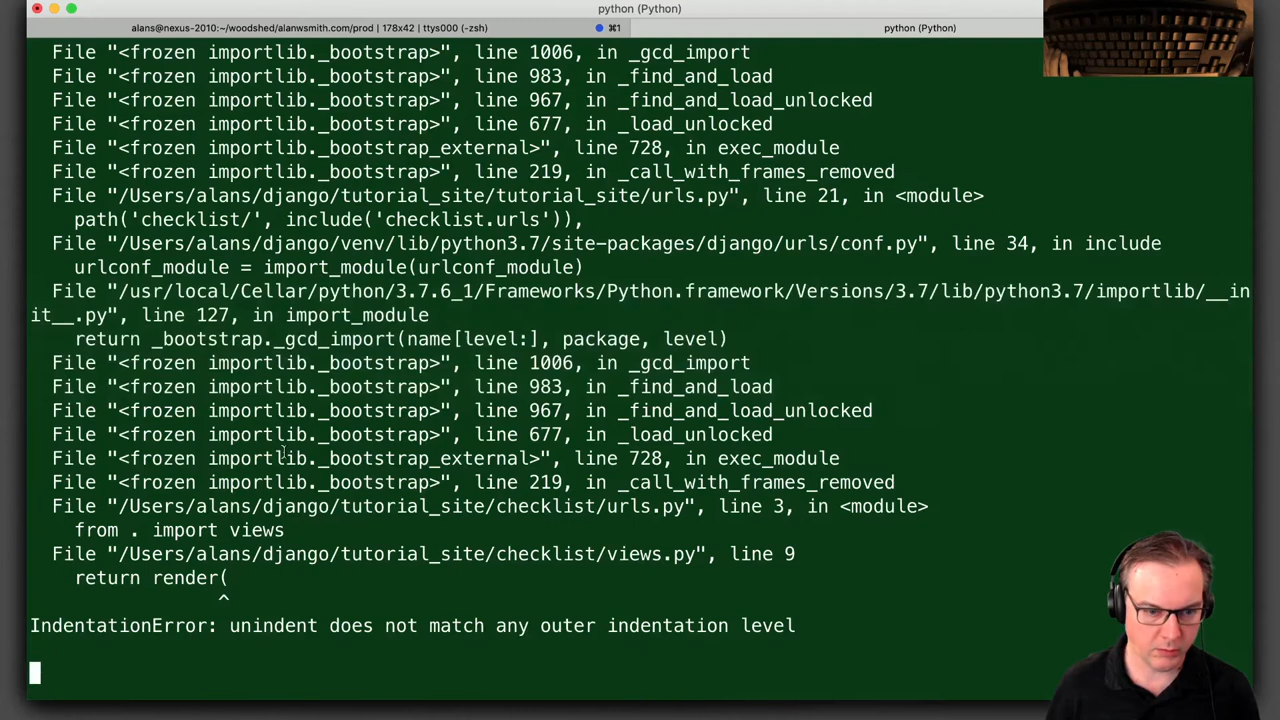 python (Python)
alans@nexus-2010:~/woodshed/alanwsmith.com/prod | 178x42 | ttys000 (-zsh)
⌘1
python (Python)
File "<frozen importlib._bootstrap>", line 1006, in _gcd_import
File "<frozen importlib._bootstrap>", line 983, in _find_and_load
File "<frozen importlib._bootstrap>", line 967, in _find_and_load_unlocked
File "<frozen importlib._bootstrap>", line 677, in _load_unlocked
File "<frozen importlib._bootstrap_external>", line 728, in exec_module
File "<frozen importlib._bootstrap>", line 219, in _call_with_frames_removed
File "/Users/alans/django/tutorial_site/tutorial_site/urls.py", line 21, in <module>
path('checklist/', include('checklist.urls')),
File "/Users/alans/django/venv/lib/python3.7/site-packages/django/urls/conf.py", line 34, in include
urlconf_module = import_module(urlconf_module)
File "/usr/local/Cellar/python/3.7.6_1/Frameworks/Python.framework/Versions/3.7/lib/python3.7/importlib/__in
it__.py", line 127, in import_module
return _bootstrap._gcd_import(name[level:], package, level)
File "<frozen importlib._bootstrap>", line 1006, in _gcd_import
File "<frozen importlib._bootstrap>", line 983, in _find_and_load
File "<frozen importlib._bootstrap>", line 967, in _find_and_load_unlocked
File "<frozen importlib._bootstrap>", line 677, in _load_unlocked
File "<frozen importlib._bootstrap_external>", line 728, in exec_module
File "<frozen importlib._bootstrap>", line 219, in _call_with_frames_removed
File "/Users/alans/django/tutorial_site/checklist/urls.py", line 3, in <module>
from . import views
File "/Users/alans/django/tutorial_site/checklist/views.py", line 9
return render(
^
IndentationError: unindent does not match any outer indentation level